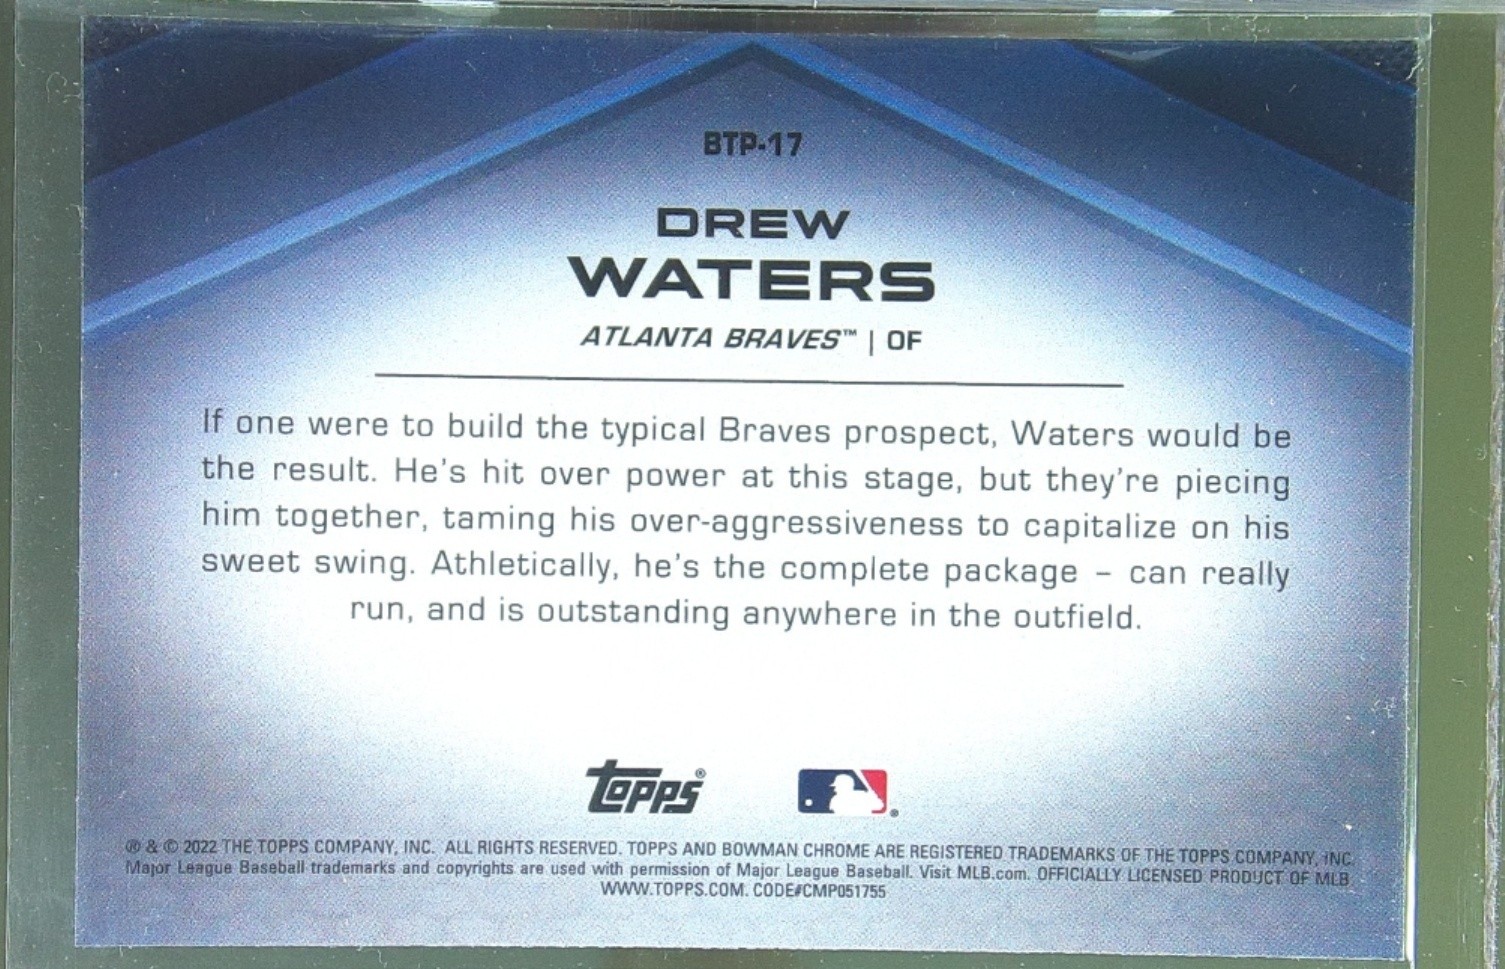 BTP-17
DREW
WATERS
ATLANTA BRAVES™ | OF
If one were to build the typical Braves prospect, Waters would be
the result. He's hit over power at this stage, but they're piecing
him together, taming his over-aggressiveness to capitalize on his
sweet swing. Athletically, he's the complete package – can really
run, and is outstanding anywhere in the outfield.
topps®
®
® & © 2022 THE TOPPS COMPANY, INC. ALL RIGHTS RESERVED. TOPPS AND BOWMAN CHROME ARE REGISTERED TRADEMARKS OF THE TOPPS COMPANY, INC.
Major League Baseball trademarks and copyrights are used with permission of Major League Baseball. Visit MLB.com. OFFICIALLY LICENSED PRODUCT OF MLB.
WWW.TOPPS.COM. CODE#CMP051755